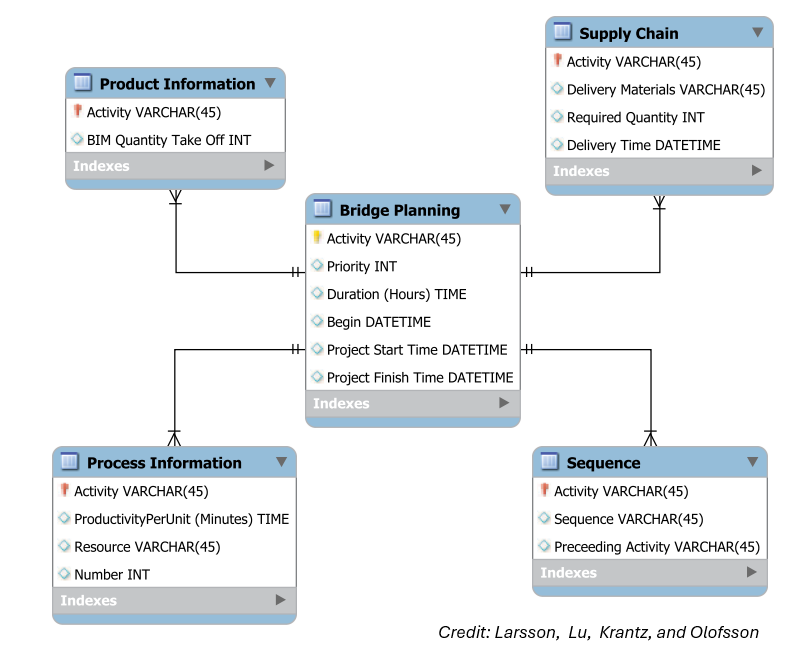 Product Information
Activity VARCHAR(45)
BIM Quantity Take Off INT
Indexes
Supply Chain
Activity VARCHAR(45)
Delivery Materials VARCHAR(45)
Required Quantity INT
Delivery Time DATETIME
Indexes
Bridge Planning
Activity VARCHAR(45)
Priority INT
Duration (Hours) TIME
Begin DATETIME
Project Start Time DATETIME
Project Finish Time DATETIME
Indexes
Process Information
Activity VARCHAR(45)
ProductivityPerUnit (Minutes) TIME
Resource VARCHAR(45)
Number INT
Indexes
Sequence
Activity VARCHAR(45)
Sequence VARCHAR(45)
Preceeding Activity VARCHAR(45)
Indexes
Credit: Larsson, Lu, Krantz, and Olofsson